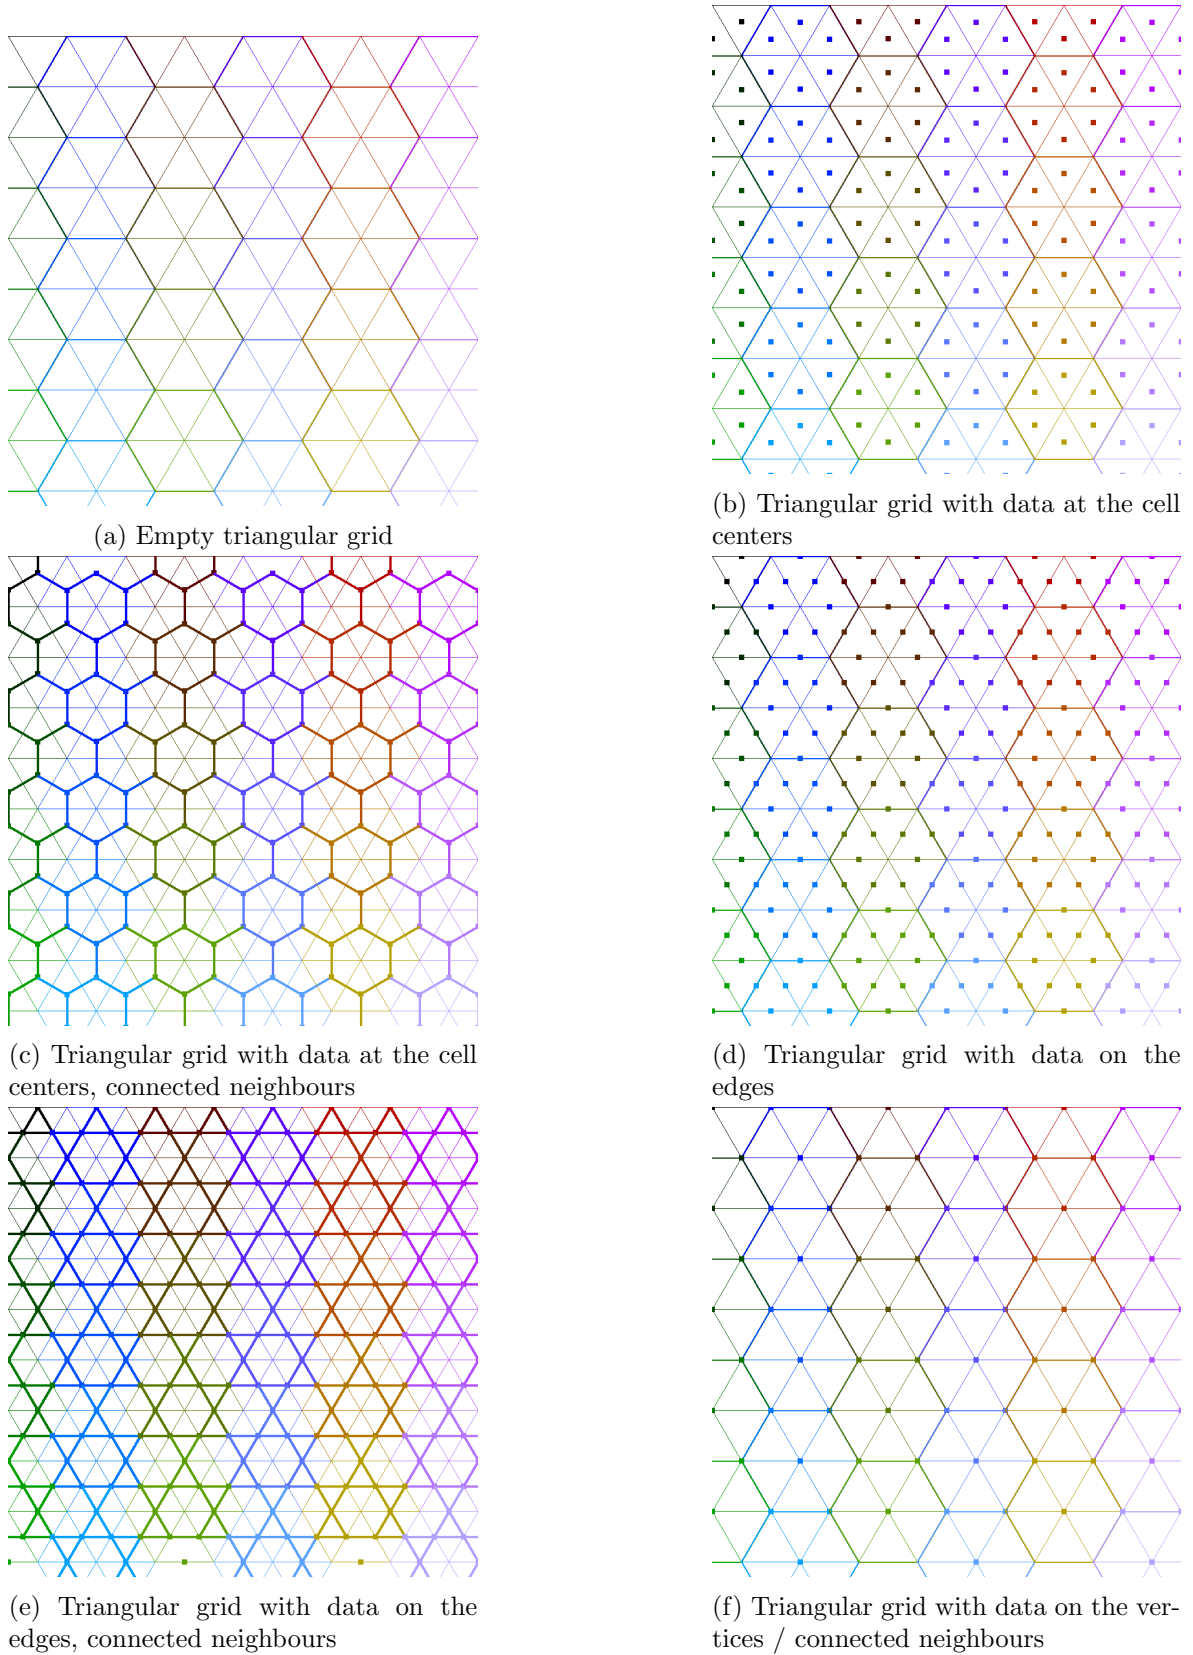 (a) Empty triangular grid
(b) Triangular grid with data at the cell
centers
(c) Triangular grid with data at the cell
centers, connected neighbours
(d) Triangular grid with data on the
edges
(e) Triangular grid with data on the
edges, connected neighbours
(f) Triangular grid with data on the ver-
tices / connected neighbours